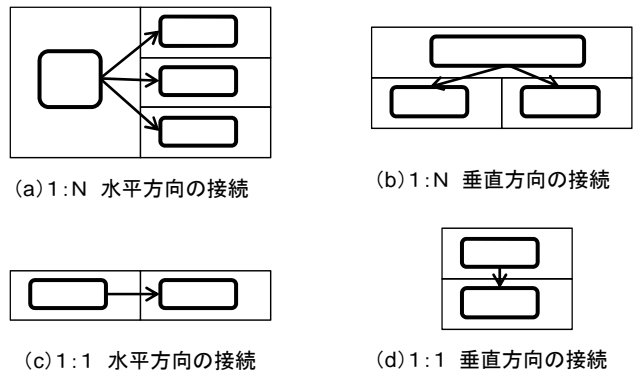 (a)1:N 水平方向の接続
(b)1:N 垂直方向の接続
(c)1:1 水平方向の接続
(d)1:1 垂直方向の接続